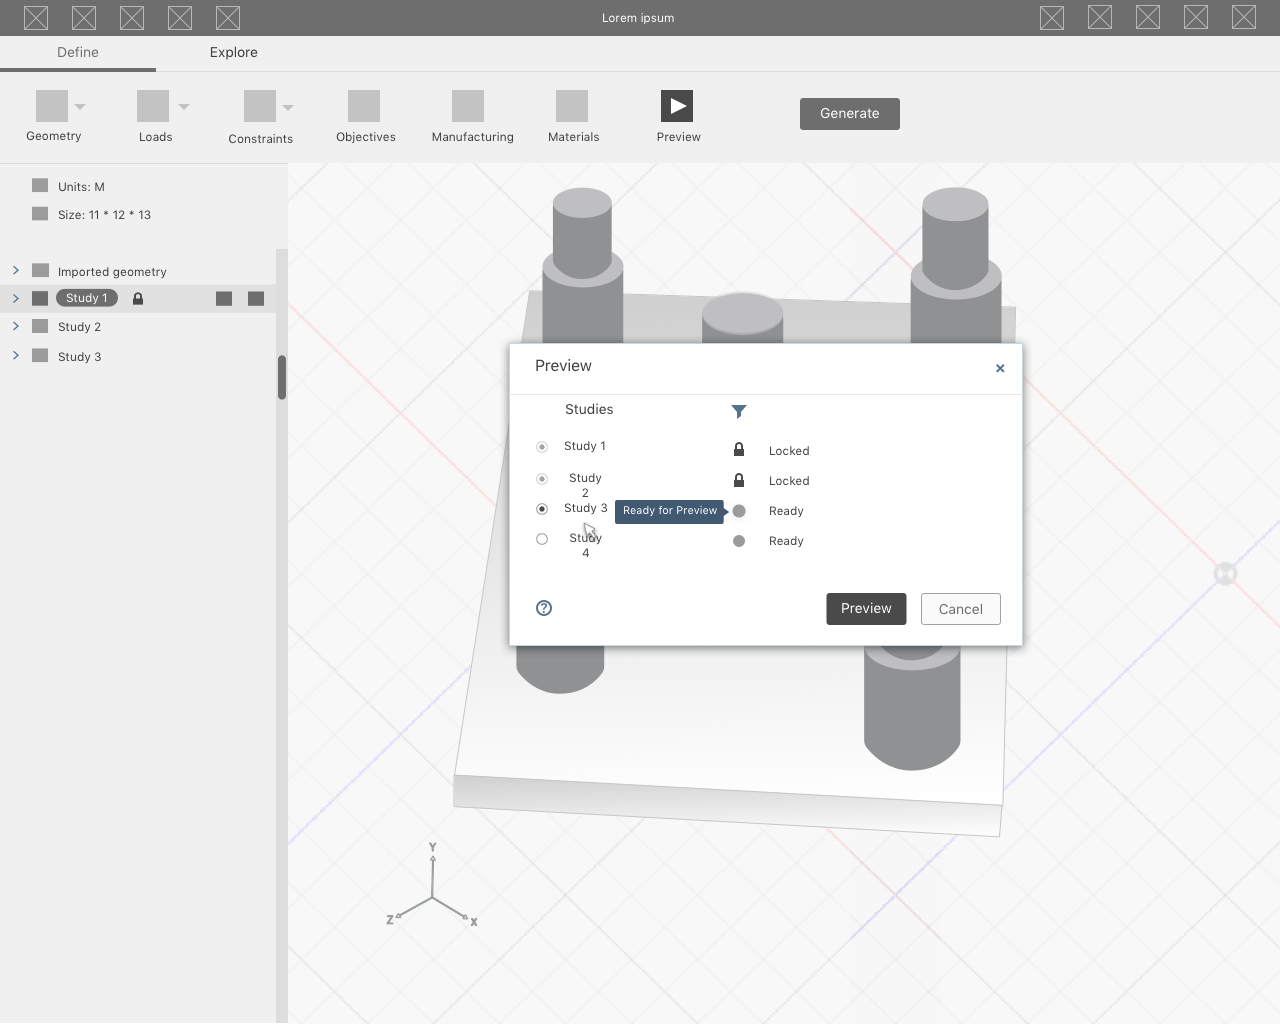 Lorem ipsum
Define
Explore
Geometry
Loads
Constraints
Objectives
Manufacturing
Materials
Preview
Generate
Units: M
Size: 11 * 12 * 13
Imported geometry
Study 1
Study 2
Study 3
Preview
×
Studies
Study 1
Locked
Study
2
Locked
Study 3
Ready for Preview
Ready
Study
4
Ready
?
Preview
Cancel
Y
Z
X